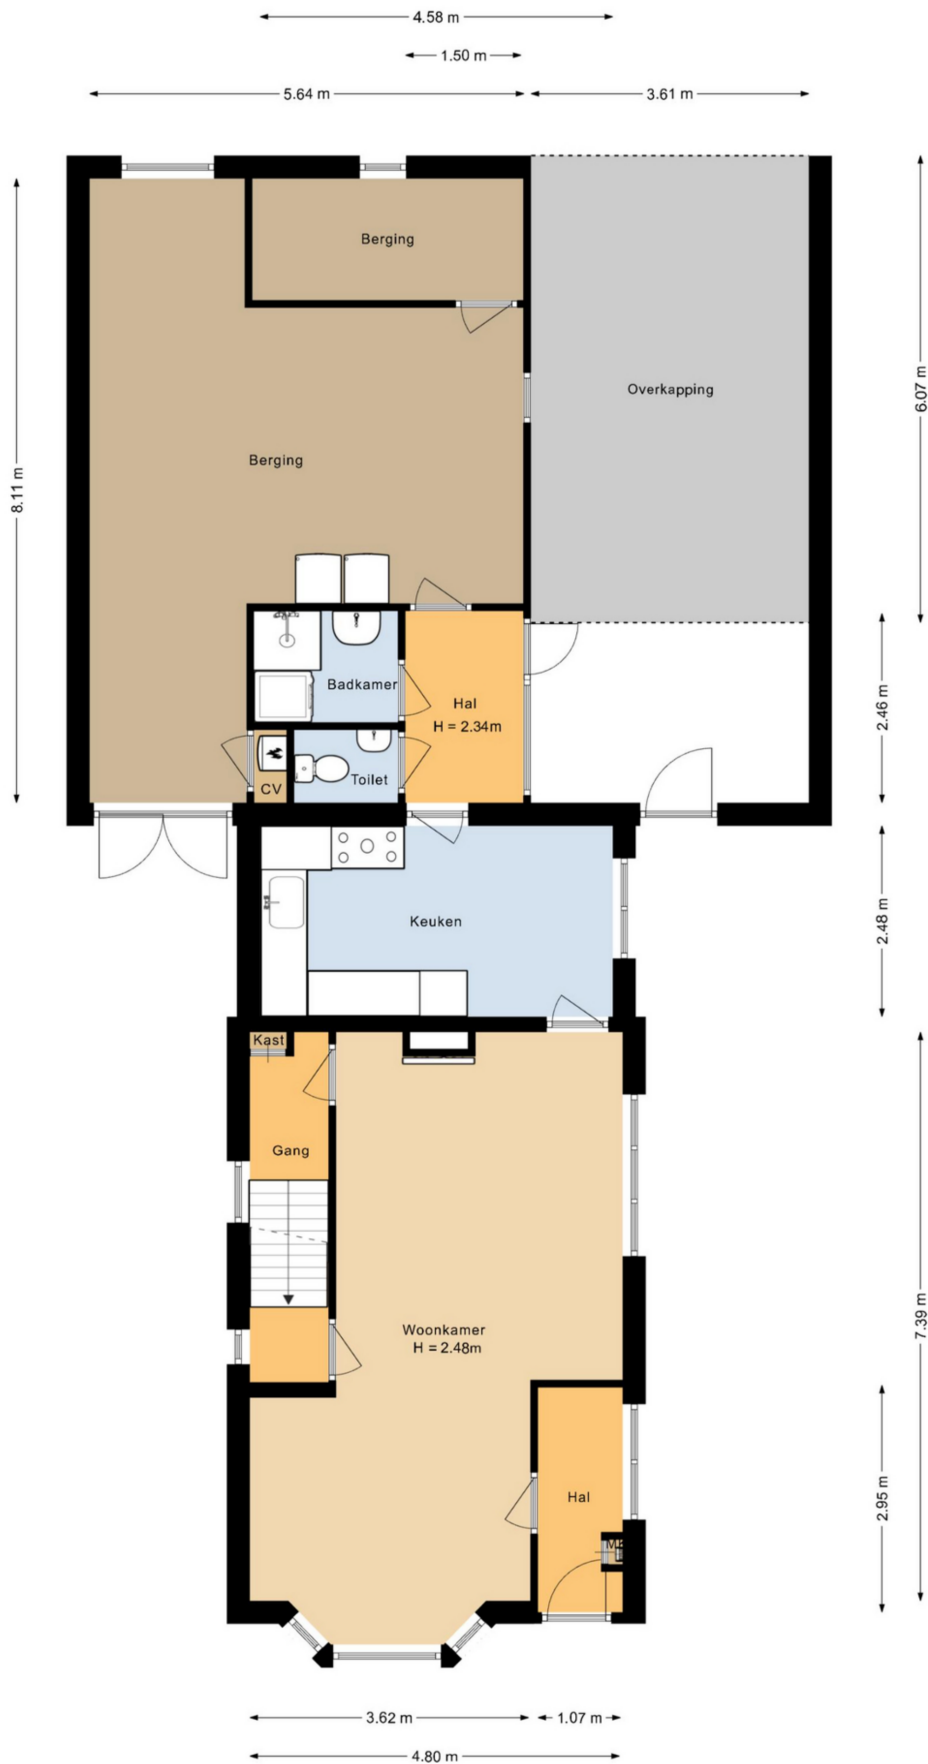 4.58 m
1.50 m
5.64 m
3.61 m
Berging
8.11 m
Overkapping
6.07 m
Berging
Badkamer
Hal
H = 2.34m
2.46 m
Toilet
CV
Keuken
2.48 m
Kast
Gang
Woonkamer
H = 2.48m
7.39 m
Hal
2.95 m
3.62 m
1.07 m
4.80 m